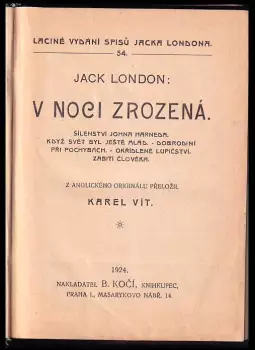 LACINÉ VYDÁNÍ SPISŮ JACKA LONDONA.
54.
JACK LONDON:
V NOCI ZROZENÁ.
ŠÍLENSTVÍ JOHNA HARNEDA.
KDYŽ SVĚT BYL JEŠTĚ MLÁD. - DOBRODINÍ
PŘI POCHYBÁCH. - OKŘÍDLENÉ LUPIČSTVÍ.
ZABITÍ ČLOVĚKA.
Z ANGLICKÉHO ORIGINÁLU PŘELOŽIL
KAREL VÍT.
1924.
NAKLADATEL B. KOČÍ, KNIHKUPEC,
PRAHA I., MASARYKOVO NÁBŘ. 14.